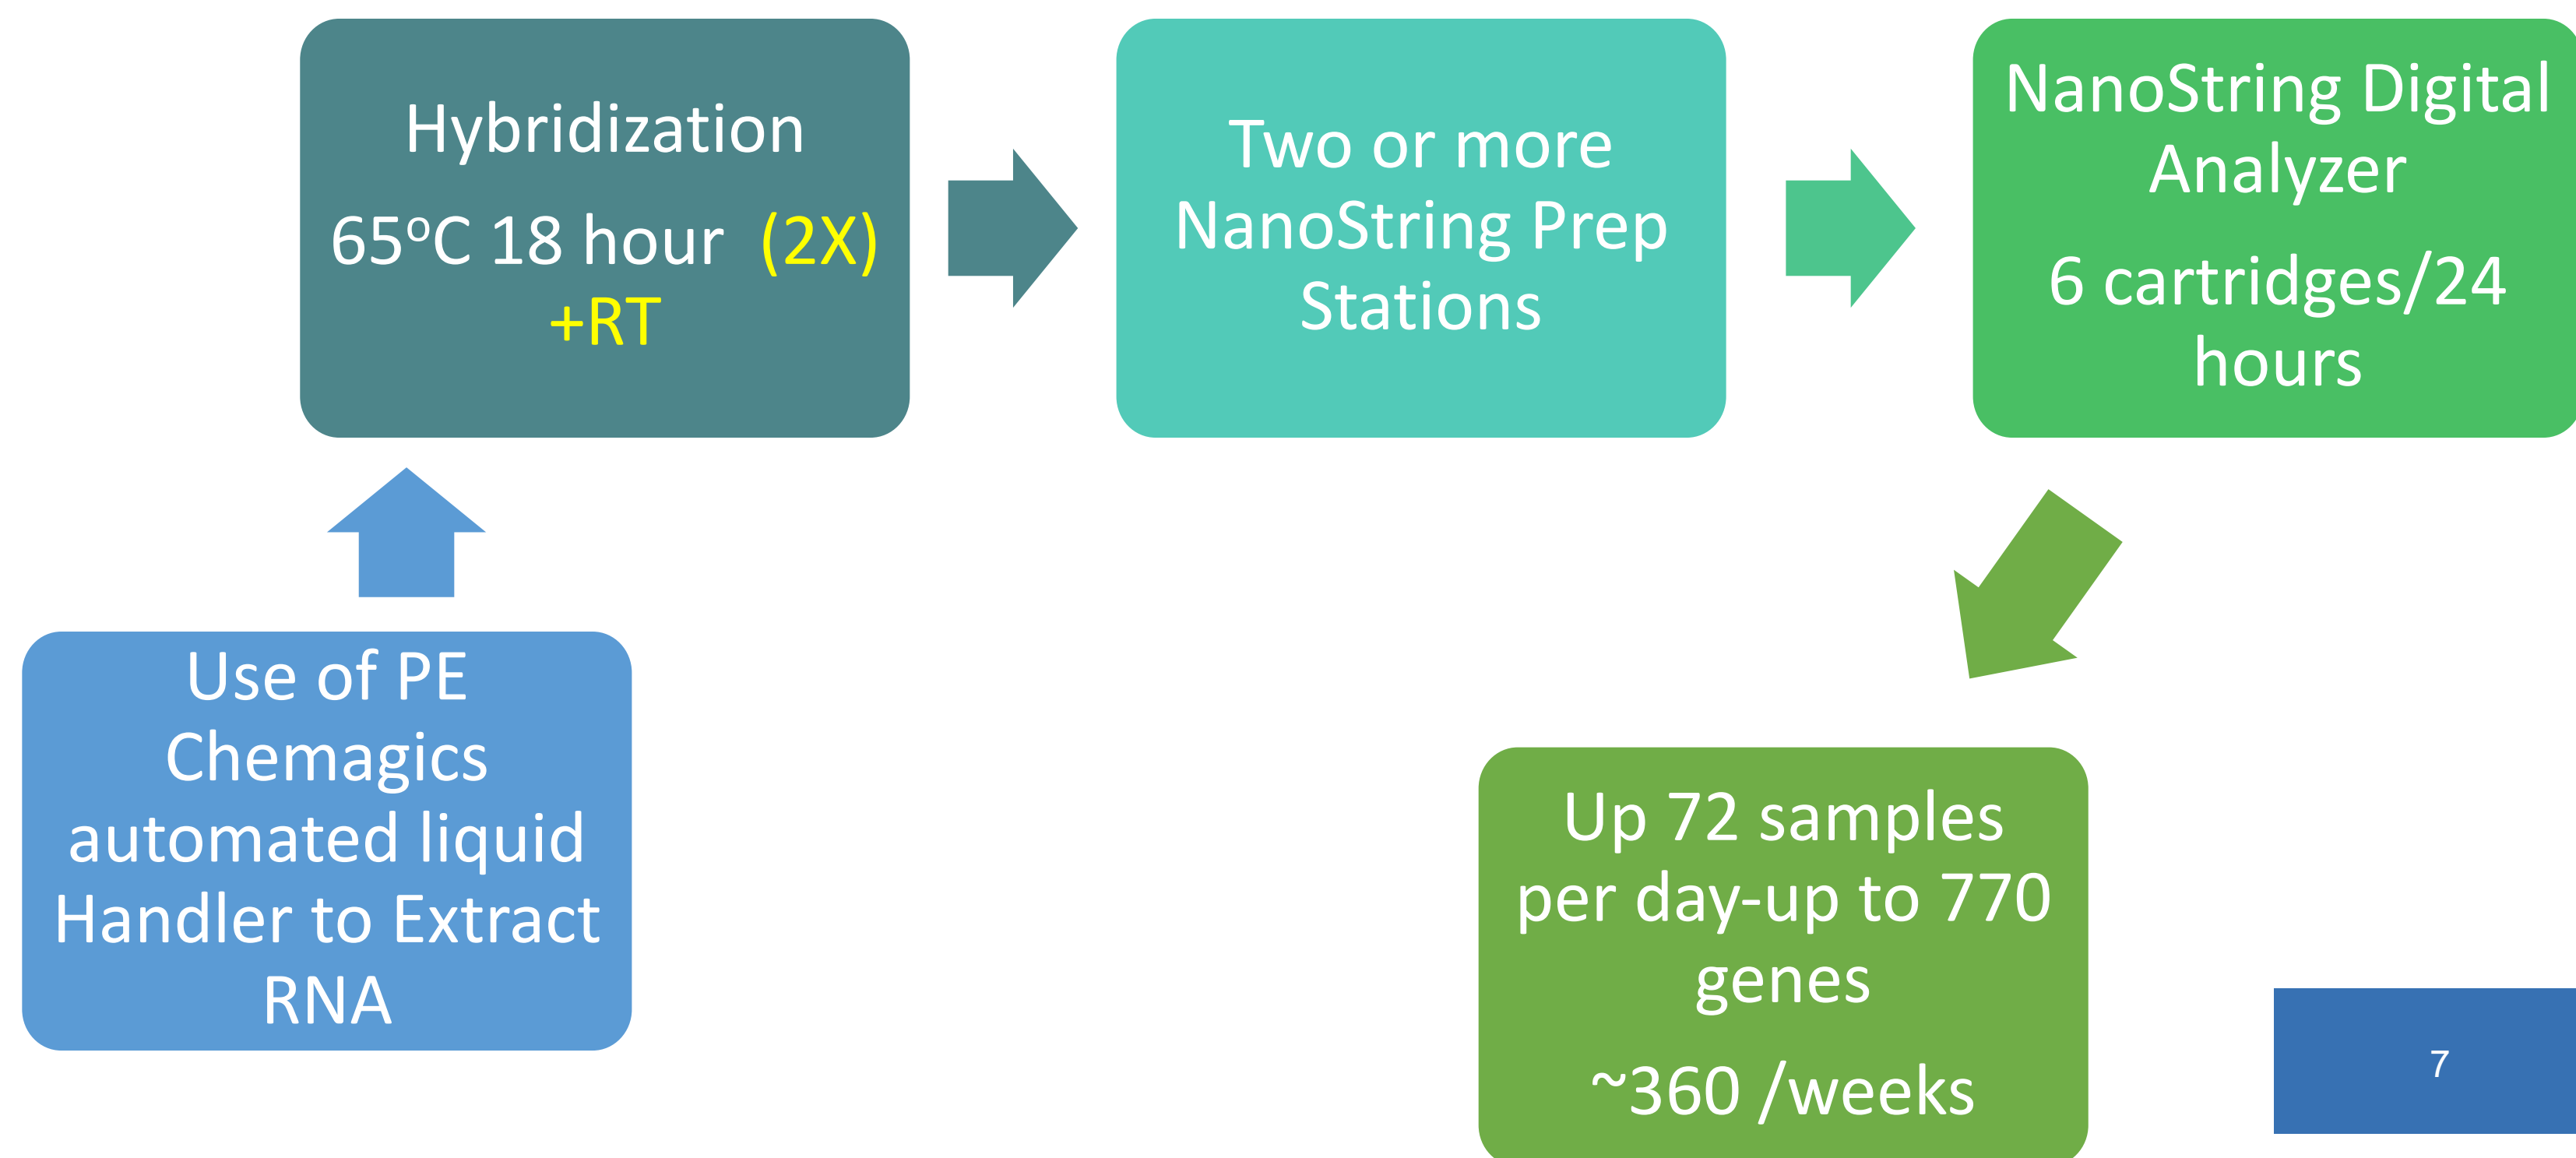 Hybridization
65°C 18 hour (2X)
+RT
Two or more
NanoString Prep
Stations
NanoString Digital
Analyzer
6 cartridges/24
hours
Use of PE
Chemagics
automated liquid
Handler to Extract
RNA
Up 72 samples
per day-up to 770
genes
~360 /weeks
7